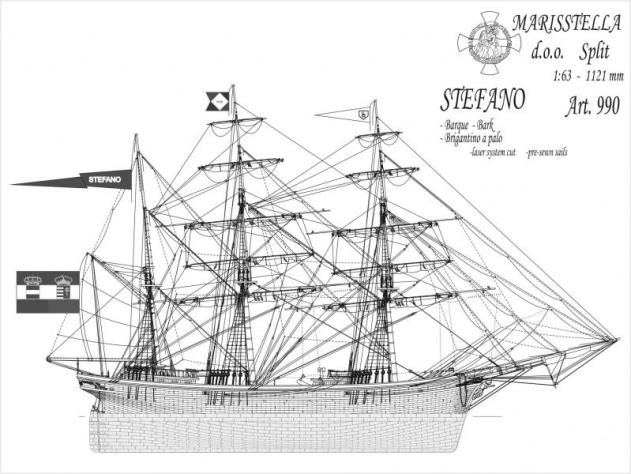 MARISSTELLA
d.o.o. Split
1:63 - 1121 mm
STEFANO Art. 990
- Barque - Bark
- Brigantino a palo
-laser system cut -pre-sewn sails
STEFANO